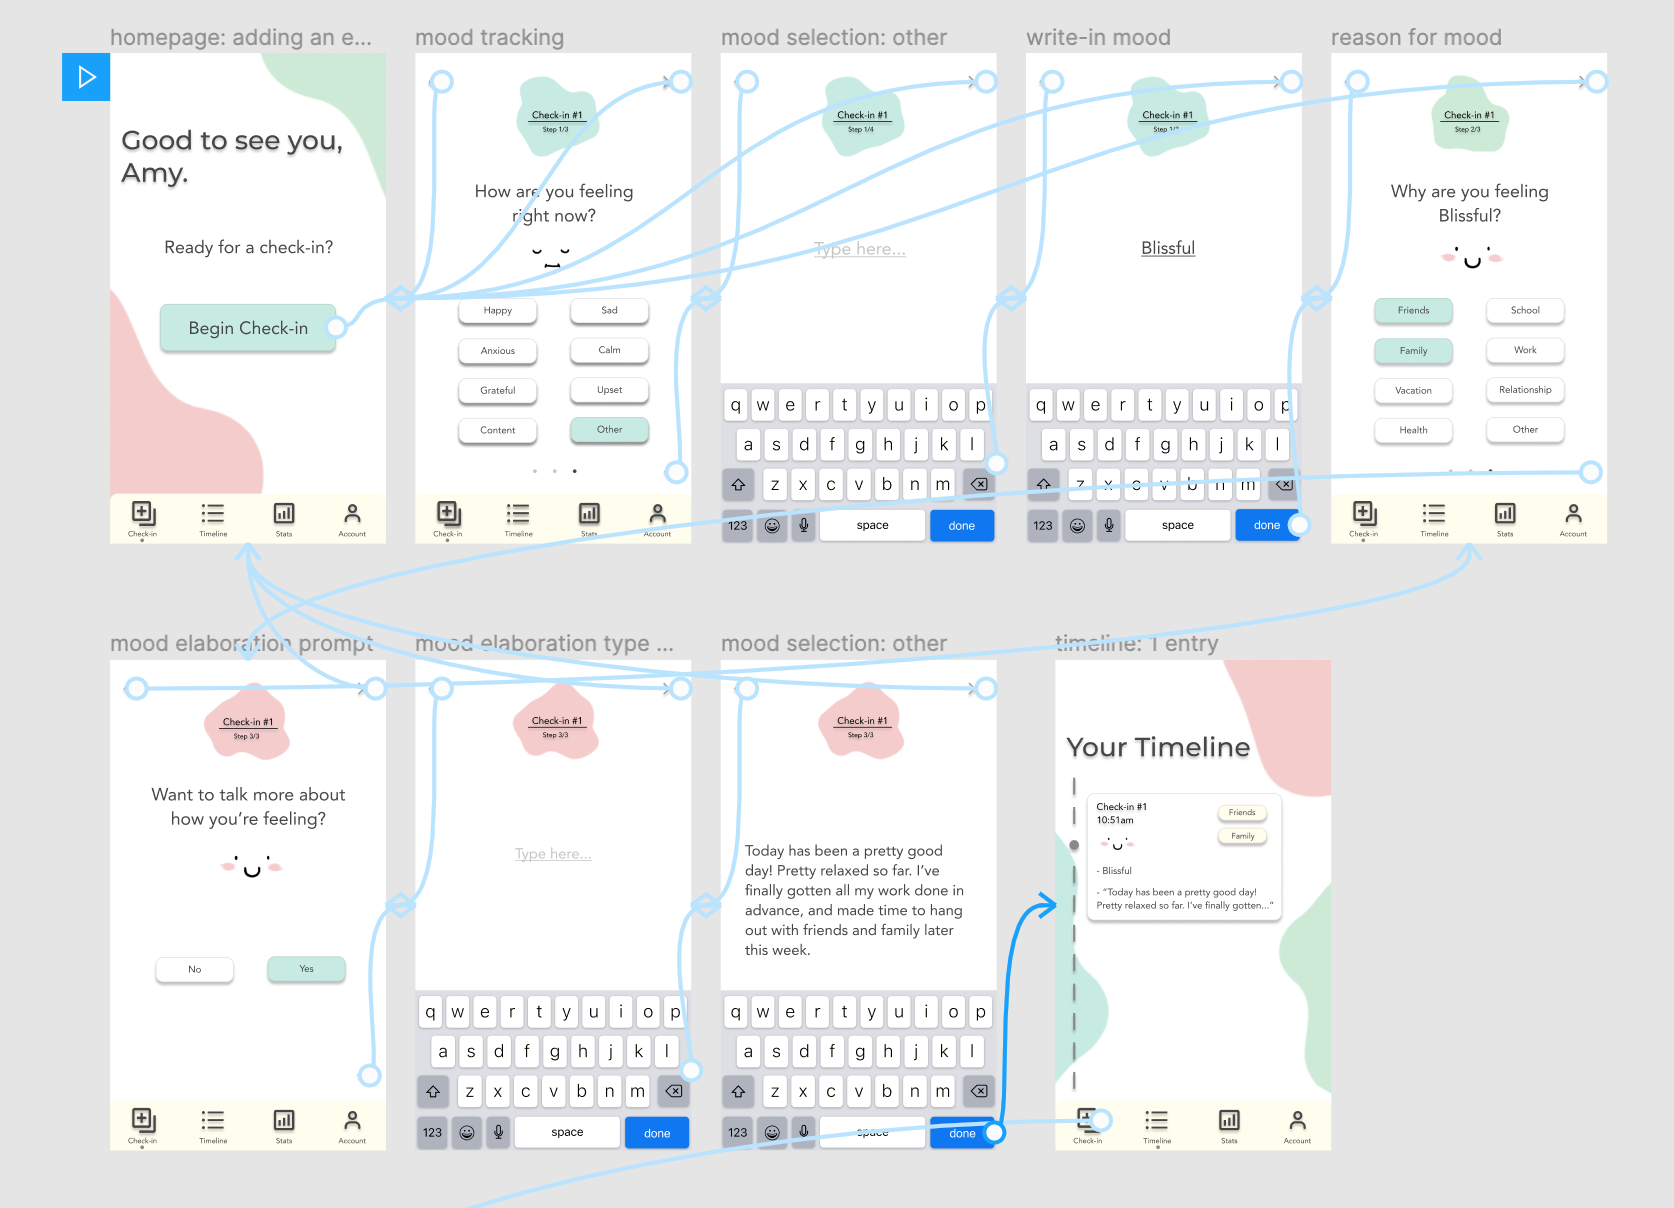 homepage: adding an e...
Good to see you,
Amy.
Ready for a check-in?
Begin Check-in
Check-in
Timeline
Stats
Account
mood tracking
Check-in #1
Step 1/3
How are you feeling
right now?
Happy
Sad
Anxious
Calm
Grateful
Upset
Content
Other
Check-in
Timeline
Stats
Account
mood selection: other
Check-in #1
Step 1/4
Type here...
q w e r t y u i o p
a s d f g h j k l
z x c v b n m
123 space done
write-in mood
Check-in #1
Step
Blissful
q w e r t y u i o p
a s d f g h j k l
z x c v b n m
123 space done
reason for mood
Check-in #1
Step 2/3
Why are you feeling
Blissful?
Friends
School
Family
Work
Vacation
Relationship
Health
Other
Check-in
Timeline
Stats
Account
mood elaboration prompt
Check-in #1
Step 3/3
Want to talk more about
how you're feeling?
No
Yes
Check-in
Timeline
Stats
Account
mood elaboration type ...
Check-in #1
Step 3/3
Type here...
q w e r t y u i o p
a s d f g h j k l
z x c v b n m
123 space done
mood selection: other
Check-in #1
Step 3/3
Today has been a pretty good
day! Pretty relaxed so far. I've
finally gotten all my work done in
advance, and made time to hang
out with friends and family later
this week.
q w e r t y u i o p
a s d f g h j k l
z x c v b n m
123 space done
timeline: 1 entry
Your Timeline
Check-in #1
10:51am
Friends
Family
- Blissful
- "Today has been a pretty good day!
Pretty relaxed so far. I've finally gotten..."
Check-in
Timeline
Stats
Account